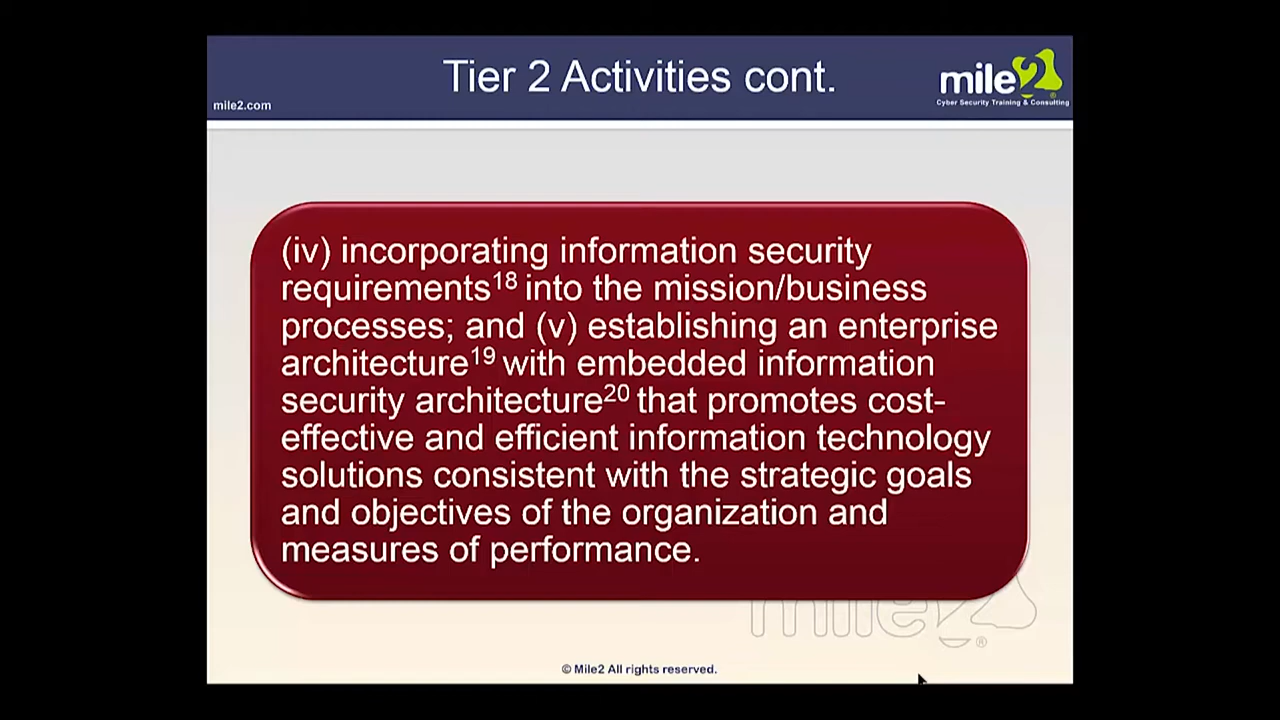 Tier 2 Activities cont.
mile2.com
mile2®
Cyber Security Training & Consulting
(iv) incorporating information security
requirements18 into the mission/business
processes; and (v) establishing an enterprise
architecture19 with embedded information
security architecture20 that promotes cost-
effective and efficient information technology
solutions consistent with the strategic goals
and objectives of the organization and
measures of performance.
mile2®
© Mile2 All rights reserved.